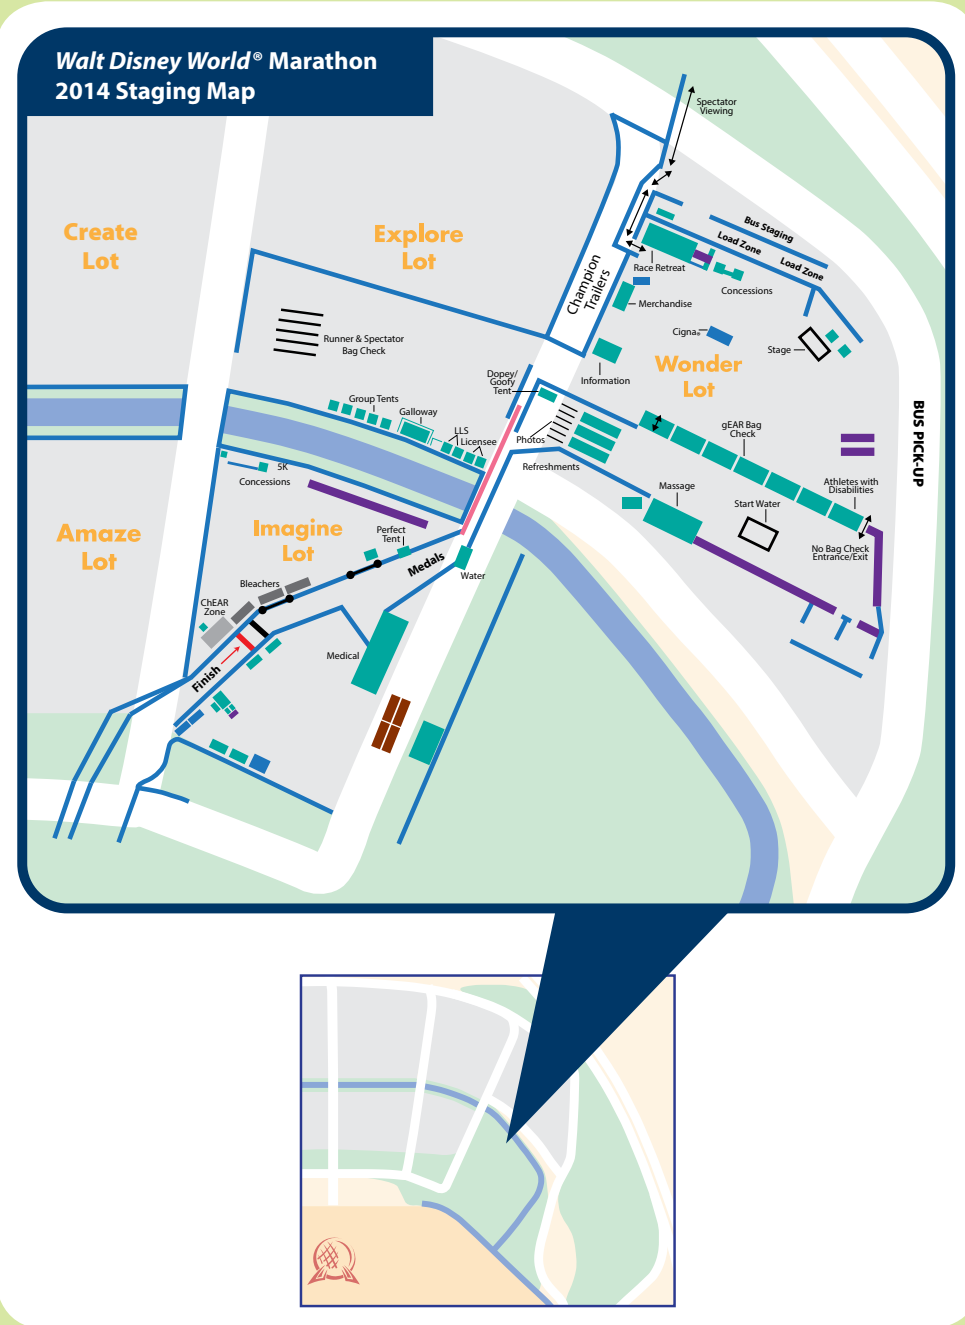 Walt Disney World® Marathon
2014 Staging Map
Spectator
Viewing
Bus Staging
Load Zone
Load Zone
Create
Lot
Explore
Lot
Race Retreat
Concessions
Champion
Trailers
Merchandise
Cigna®
Stage
Runner & Spectator
Bag Check
Wonder
Lot
Information
Dopey/
Goofy
Tent
Group Tents
Galloway
LLS
Licensee
Photos
Refreshments
gEAR Bag
Check
BUS PICK-UP
5K
Concessions
Massage
Athletes with
Disabilities
Start Water
Amaze
Lot
Imagine
Lot
Perfect
Tent
No Bag Check
Entrance/Exit
Medals
Water
Bleachers
ChEAR
Zone
Medical
Finish